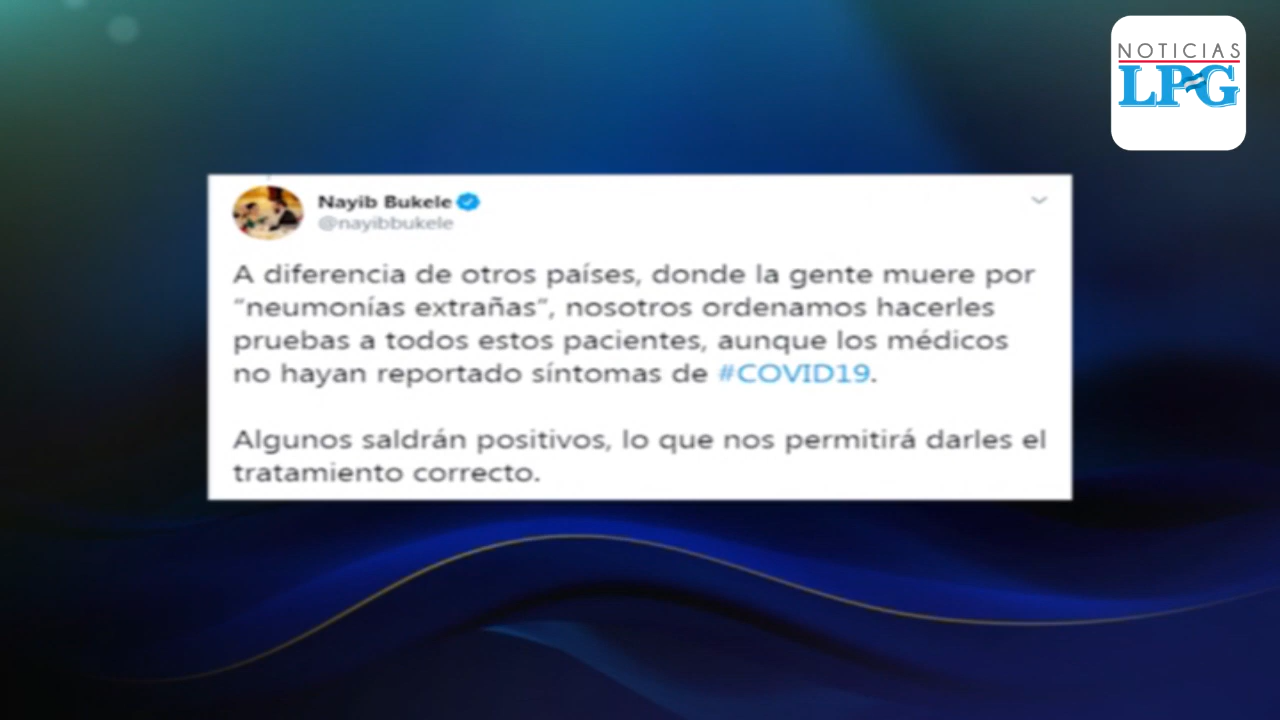 NOTICIAS
LPG
Nayib Bukele
@nayibbukele
A diferencia de otros países, donde la gente muere por
“neumonías extrañas”, nosotros ordenamos hacerles
pruebas a todos estos pacientes, aunque los médicos
no hayan reportado síntomas de #COVID19.
Algunos saldrán positivos, lo que nos permitirá darles el
tratamiento correcto.